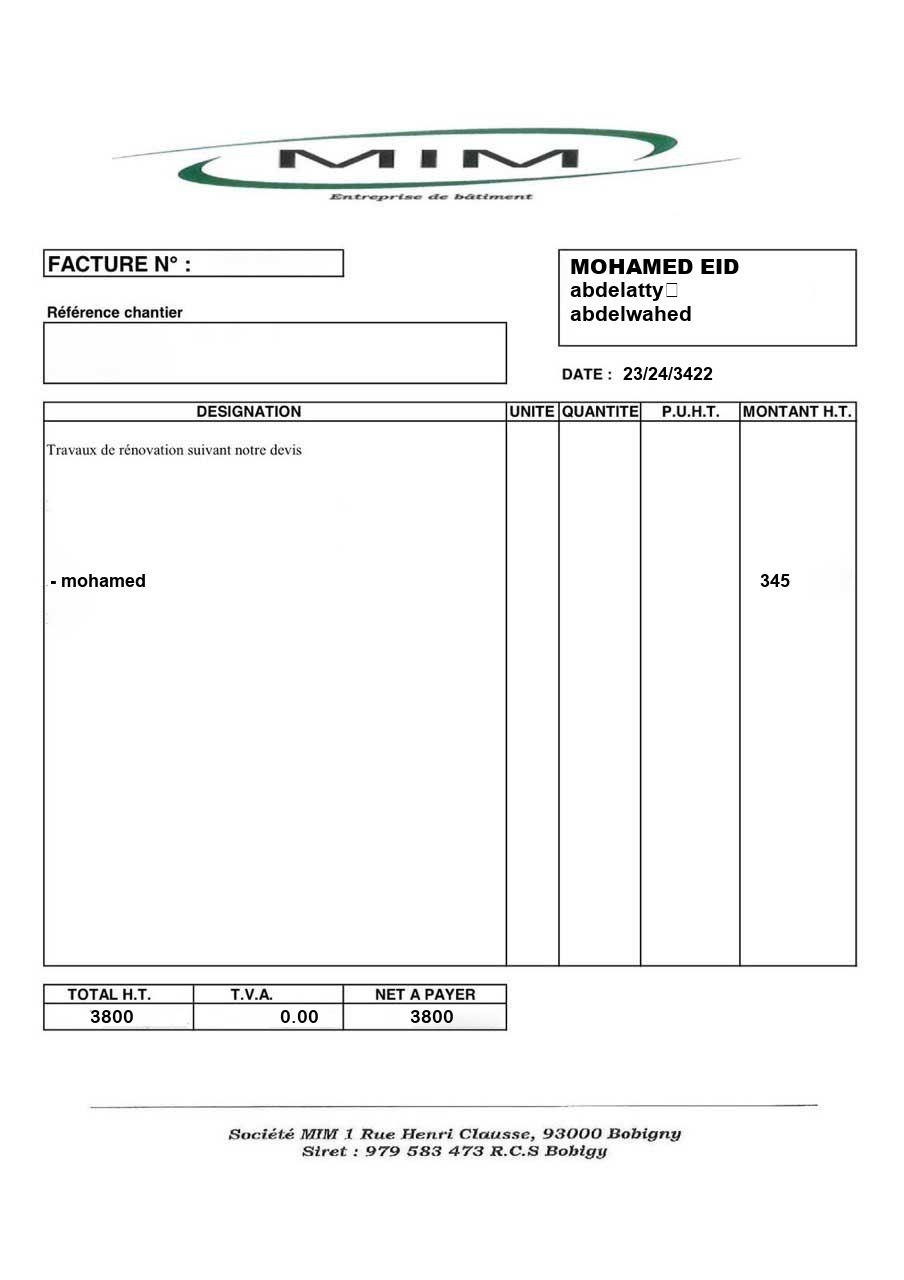 MIM
Entreprise de bâtiment
FACTURE N° :
MOHAMED EID
abdelatty
abdelwahed
Référence chantier
DATE : 23/24/3422
DESIGNATION UNITE QUANTITE P.U.H.T. MONTANT H.T.
Travaux de rénovation suivant notre devis
- mohamed 345
TOTAL H.T. T.V.A. NET A PAYER
3800 0.00 3800
Société MIM 1 Rue Henri Clausse, 93000 Bobigny
Siret : 979 583 473 R.C.S Bobigy